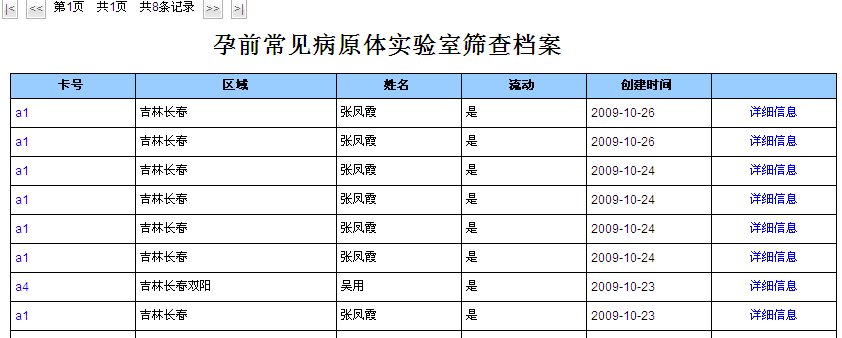 |< << 第1页 共1页 共8条记录 >> >|
孕前常见病原体实验室筛查档案
卡号 区域 姓名 流动 创建时间
a1 吉林长春 张凤霞 是 2009-10-26 详细信息
a1 吉林长春 张凤霞 是 2009-10-26 详细信息
a1 吉林长春 张凤霞 是 2009-10-24 详细信息
a1 吉林长春 张凤霞 是 2009-10-24 详细信息
a1 吉林长春 张凤霞 是 2009-10-24 详细信息
a1 吉林长春 张凤霞 是 2009-10-24 详细信息
a4 吉林长春双阳 吴用 是 2009-10-23 详细信息
a1 吉林长春 张凤霞 是 2009-10-23 详细信息